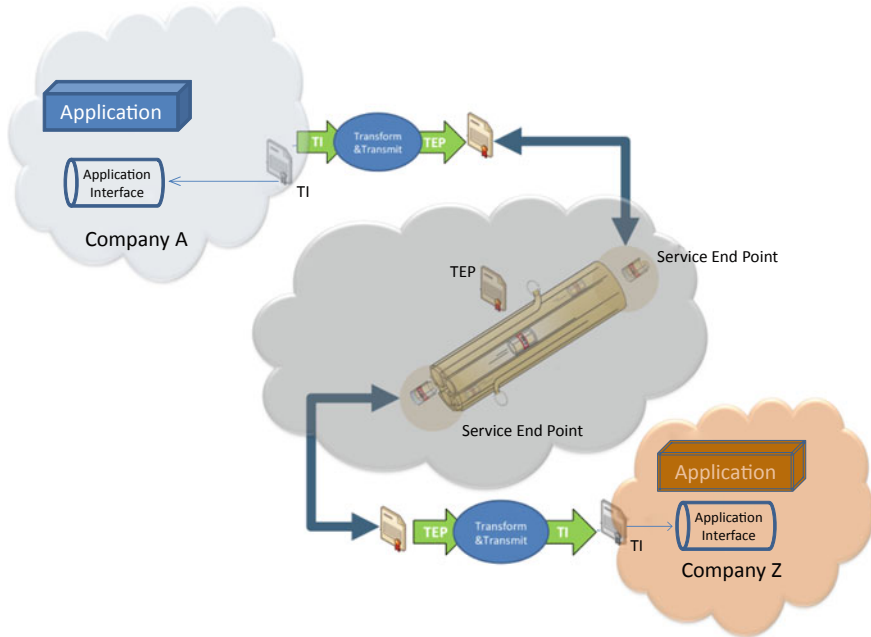 Application
TI
Transform
&Transmit
TEP
Application
Interface
TI
Company A
Service End Point
TEP
Service End Point
Application
TEP
Transform
&Transmit
TI
Application
Interface
TI
Company Z